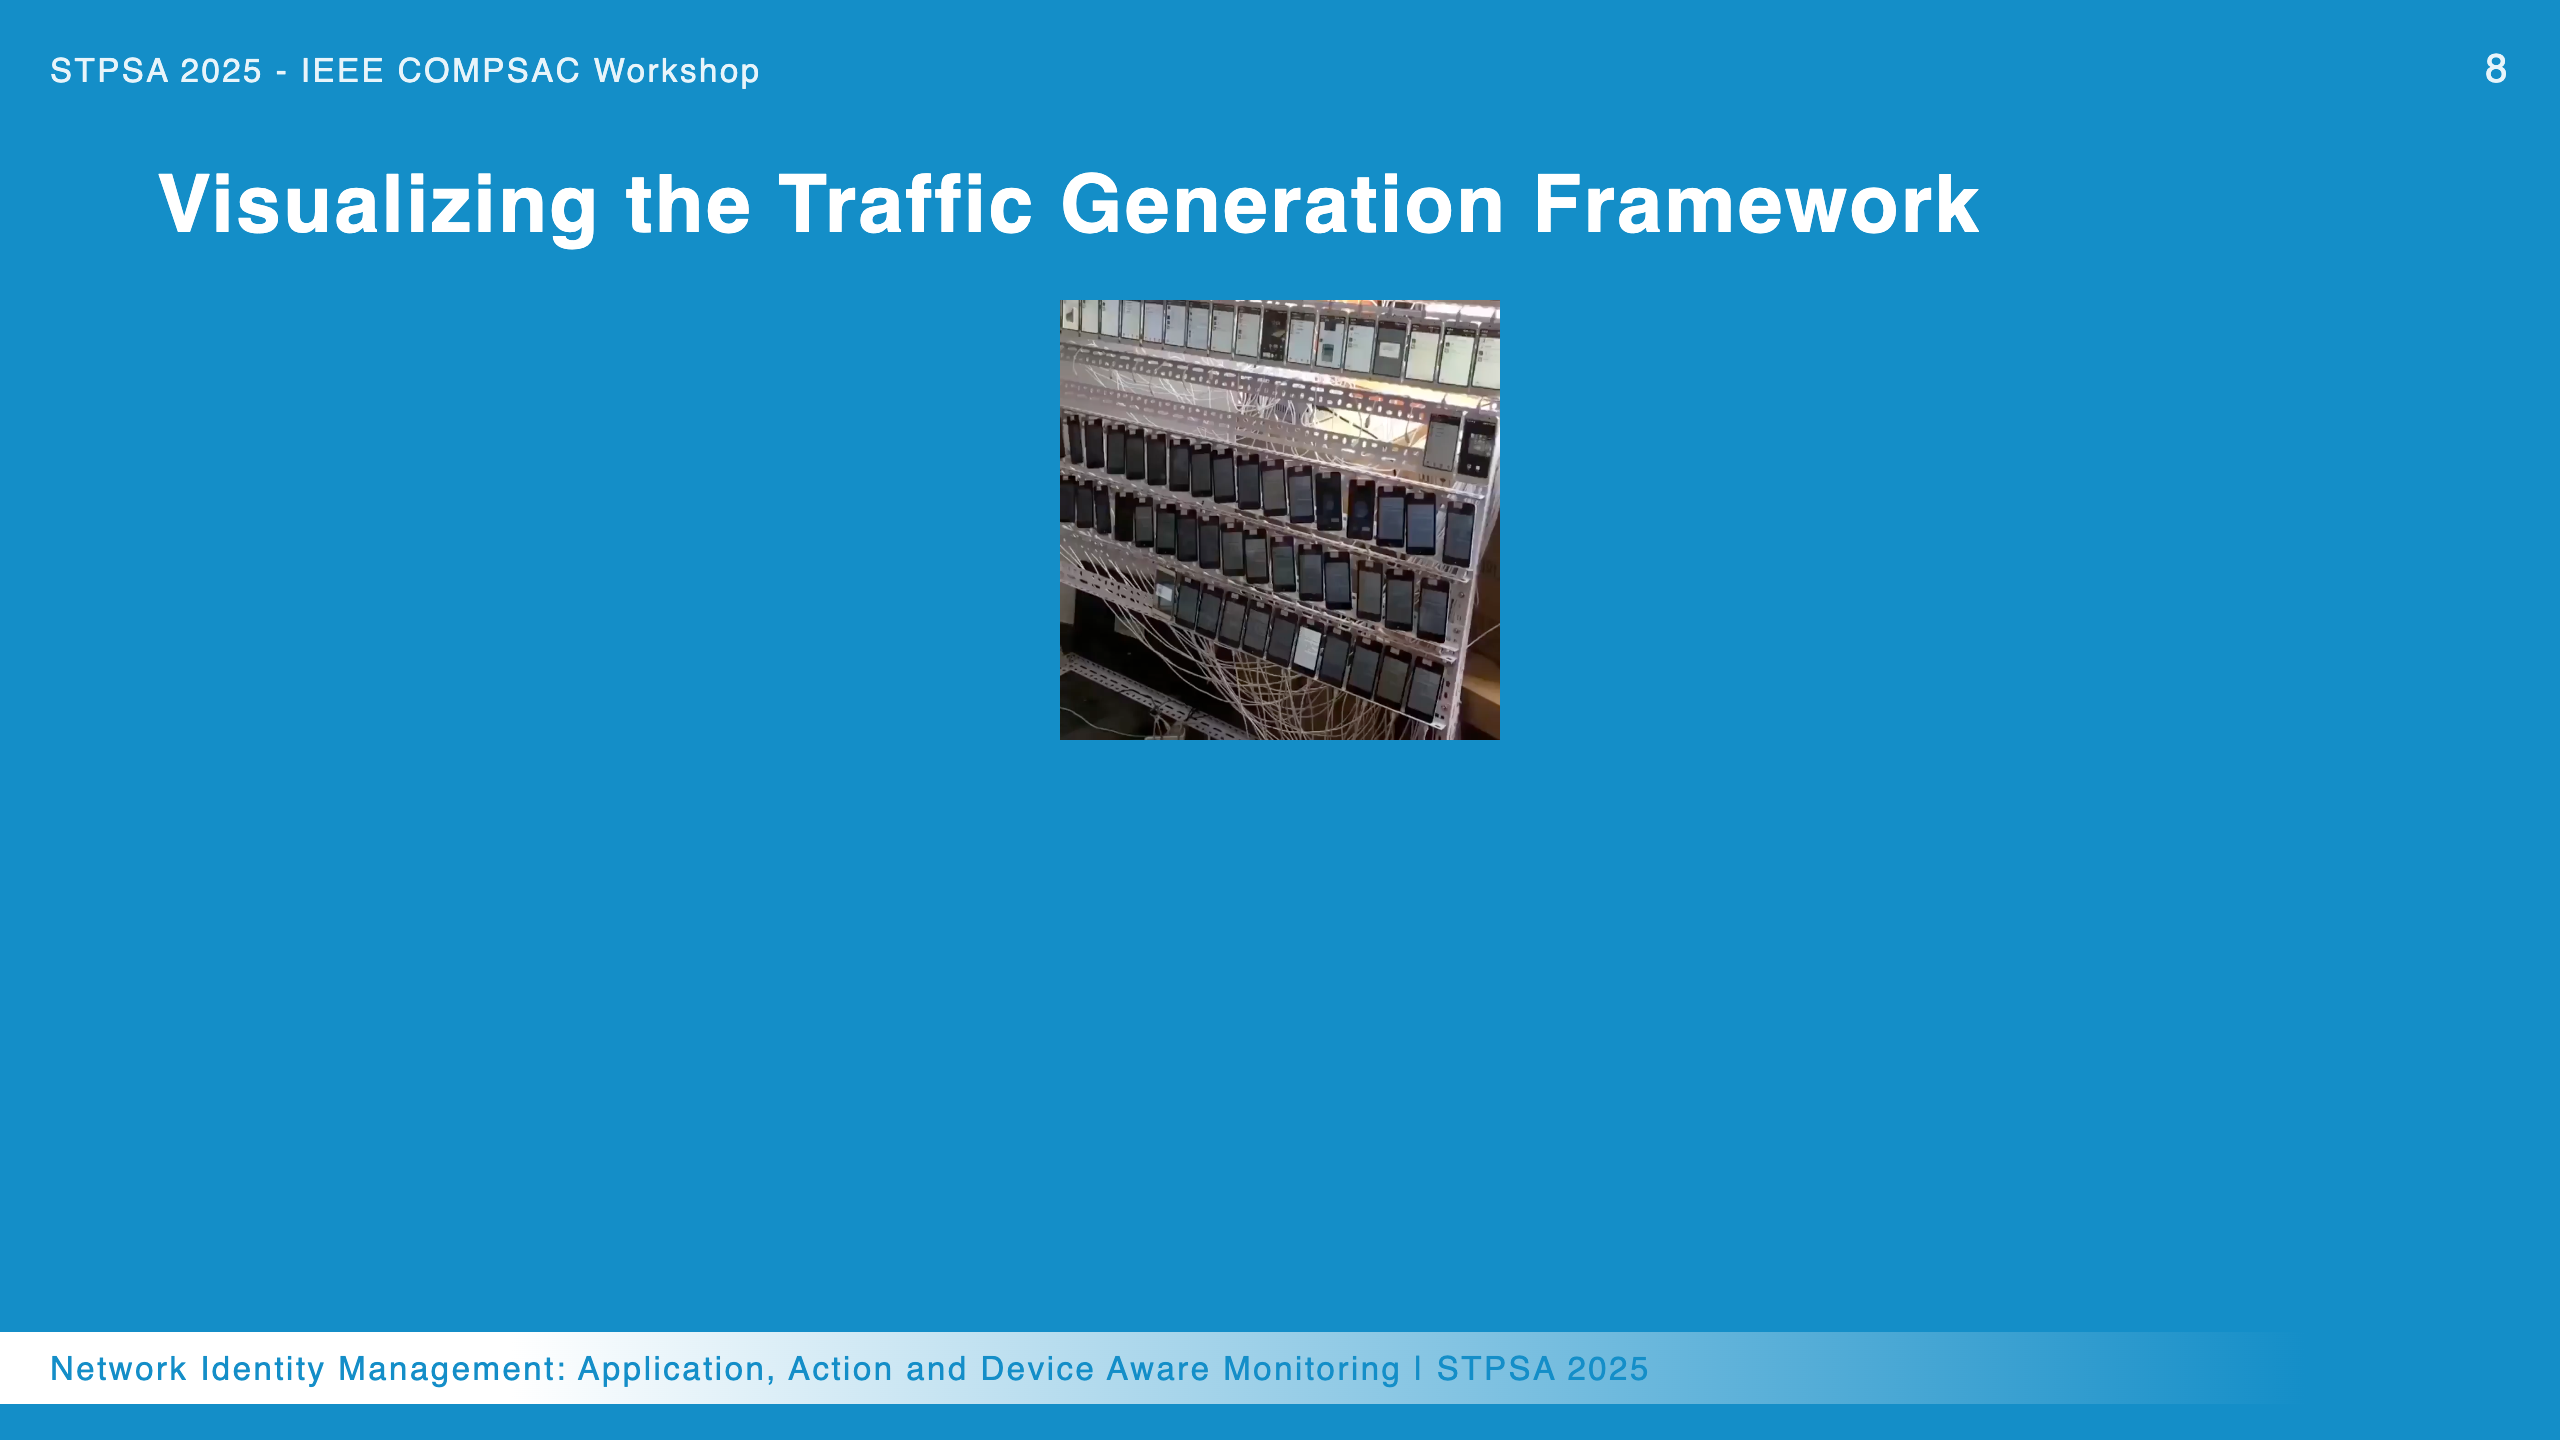 STPSA 2025 - IEEE COMPSAC Workshop
8
Visualizing the Traffic Generation Framework
Network Identity Management: Application, Action and Device Aware Monitoring | STPSA 2025